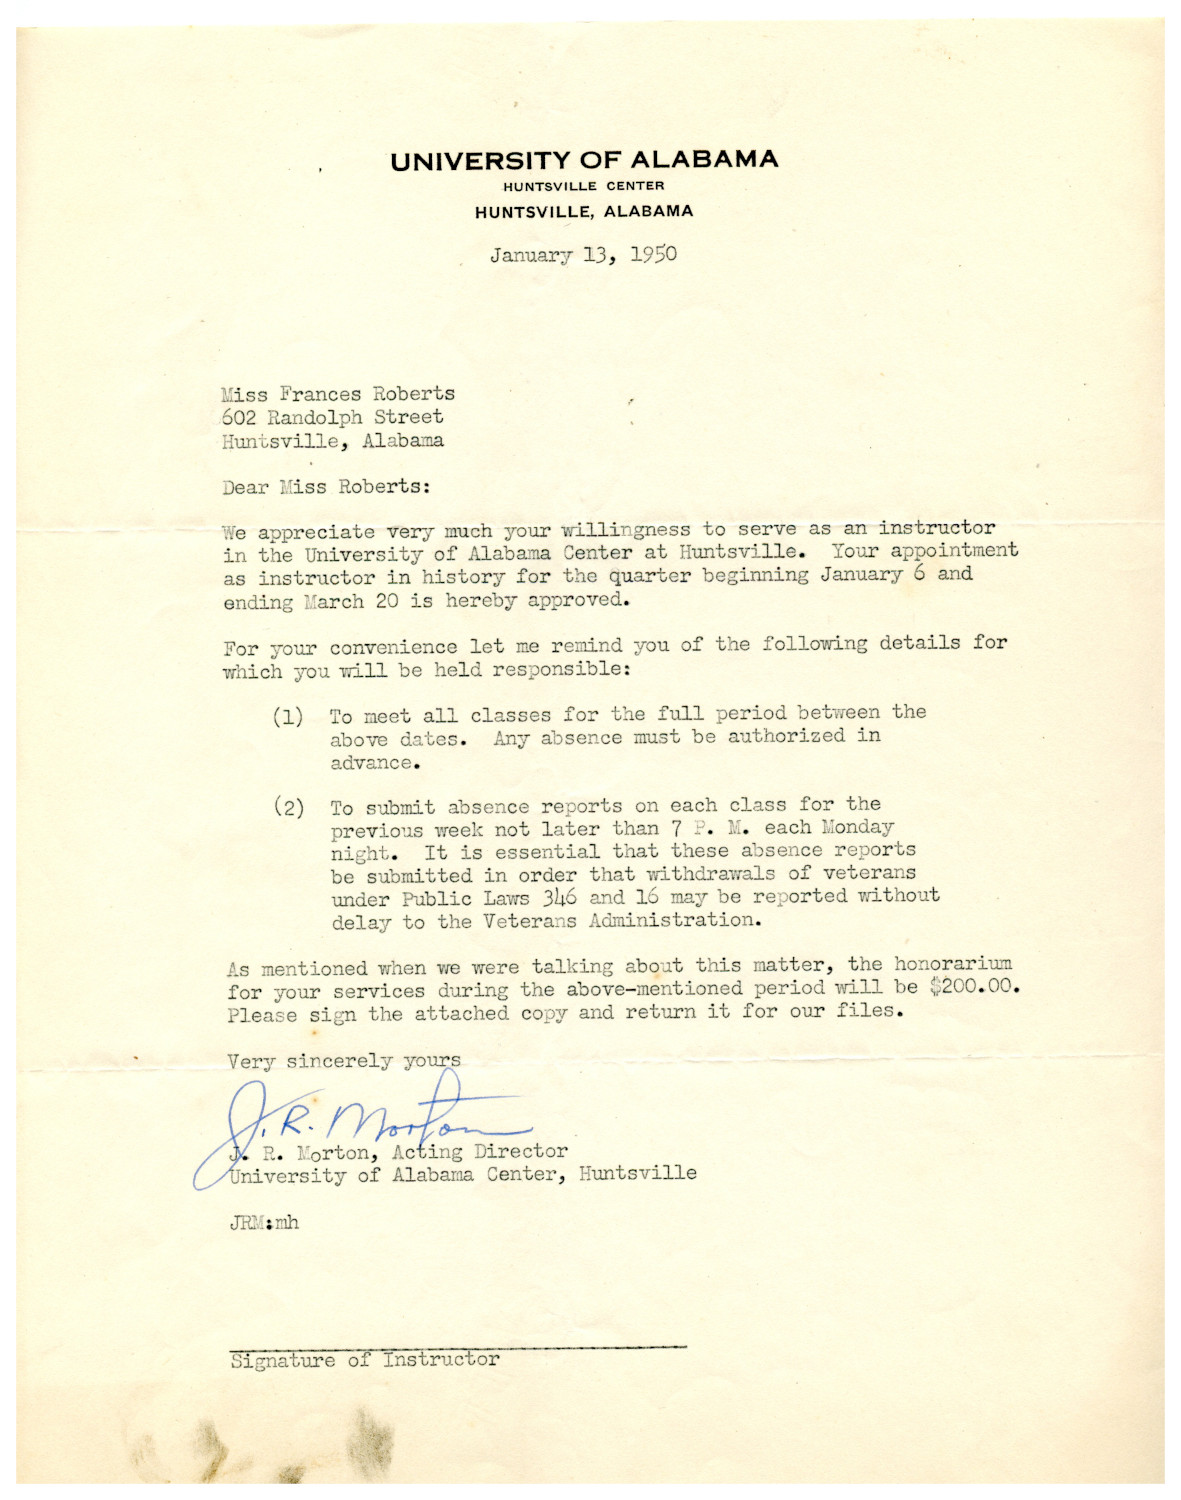 UNIVERSITY OF ALABAMA
HUNTSVILLE CENTER
HUNTSVILLE, ALABAMA
January 13, 1950
Miss Frances Roberts
602 Randolph Street
Huntsville, Alabama
Dear Miss Roberts:
We appreciate very much your willingness to serve as an instructor
in the University of Alabama Center at Huntsville. Your appointment
as instructor in history for the quarter beginning January 6 and
ending March 20 is hereby approved.
For your convenience let me remind you of the following details for
which you will be held responsible:
(1) To meet all classes for the full period between the
above dates. Any absence must be authorized in
advance.
(2) To submit absence reports on each class for the
previous week not later than 7 P. M. each Monday
night. It is essential that these absence reports
be submitted in order that withdrawals of veterans
under Public Laws 346 and 16 may be reported without
delay to the Veterans Administration.
As mentioned when we were talking about this matter, the honorarium
for your services during the above-mentioned period will be $200.00.
Please sign the attached copy and return it for our files.
Very sincerely yours
J. R. Morton
J. R. Morton, Acting Director
University of Alabama Center, Huntsville
JRM:mh
Signature of Instructor